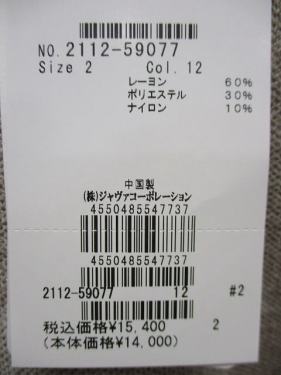 NO. 2112-59077
Size 2 Col. 12
レーヨン 60%
ポリエステル 30%
ナイロン 10%
中国製
(株)ジャヴァコーポレーション
4550485547737
4550485547737
2112-59077 12 #2
税込価格¥15,400 2
(本体価格¥14,000)